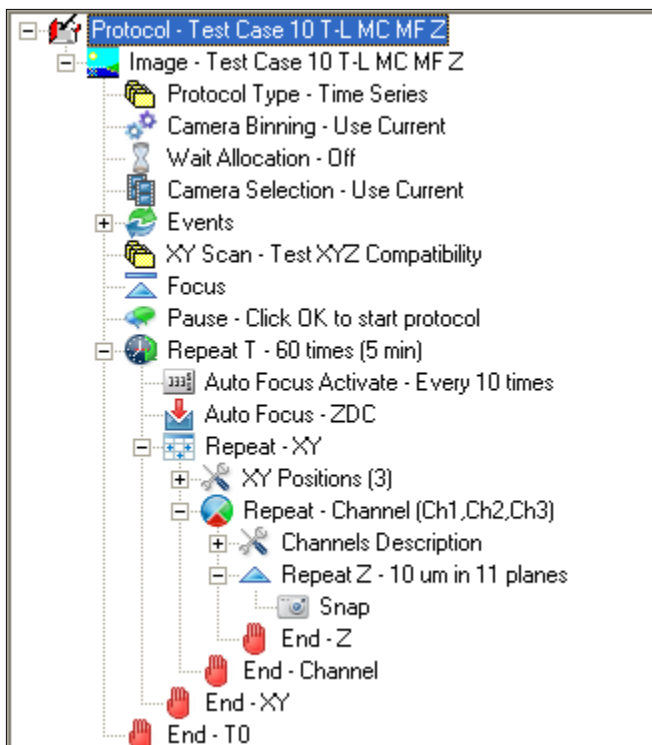 Protocol - Test Case 10 T-L MC MF Z
Image - Test Case 10 T-L MC MF Z
Protocol Type - Time Series
Camera Binning - Use Current
Wait Allocation - Off
Camera Selection - Use Current
Events
XY Scan - Test XYZ Compatibility
Focus
Pause - Click OK to start protocol
Repeat T - 60 times (5 min)
Auto Focus Activate - Every 10 times
Auto Focus - ZDC
Repeat - XY
XY Positions (3)
Repeat - Channel (Ch1,Ch2,Ch3)
Channels Description
Repeat Z - 10 um in 11 planes
Snap
End - Z
End - Channel
End - XY
End - T0